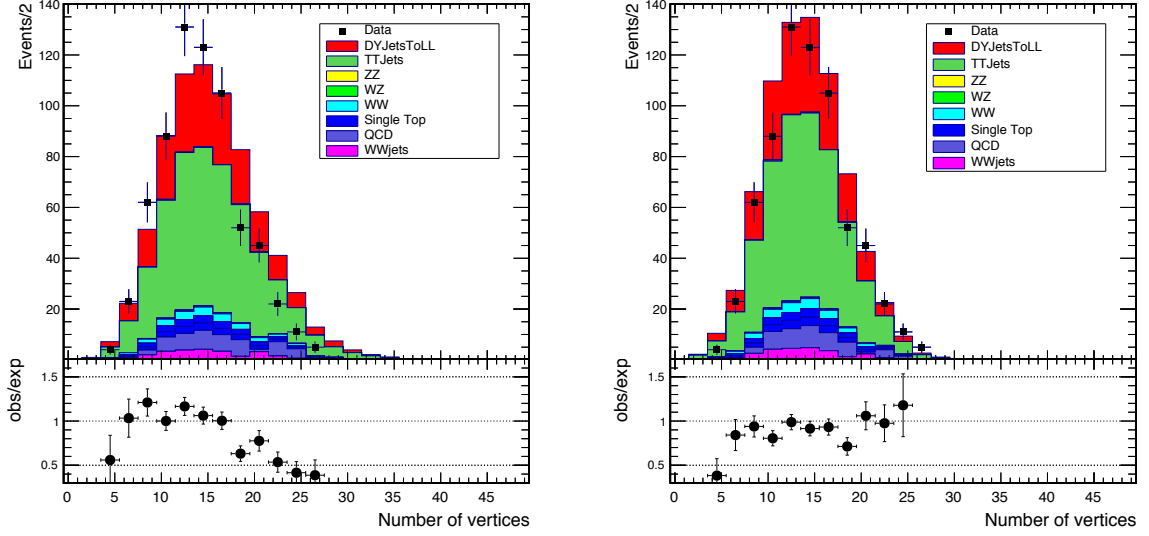 Events/2
140
120
100
80
60
40
20
Data
DYJetsToLL
TTJets
ZZ
WZ
WW
Single Top
QCD
WWjets
obs/exp
1.5
1
0.5
0 5 10 15 20 25 30 35 40 45
Number of vertices
Events/2
140
120
100
80
60
40
20
Data
DYJetsToLL
TTJets
ZZ
WZ
WW
Single Top
QCD
WWjets
obs/exp
1.5
1
0.5
0 5 10 15 20 25 30 35 40 45
Number of vertices